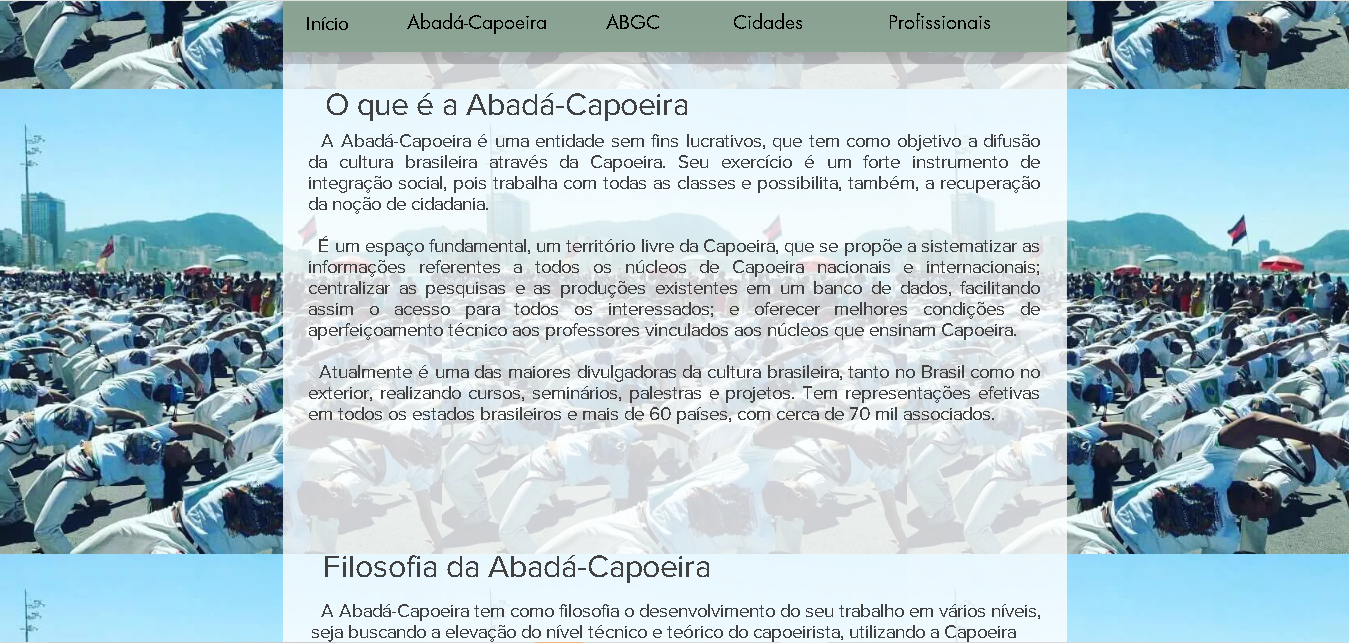 Início Abadá-Capoeira ABGC Cidades Profissionais
O que é a Abadá-Capoeira
A Abadá-Capoeira é uma entidade sem fins lucrativos, que tem como objetivo a difusão
da cultura brasileira através da Capoeira. Seu exercício é um forte instrumento de
integração social, pois trabalha com todas as classes e possibilita, também, a recuperação
da noção de cidadania.
É um espaço fundamental, um território livre da Capoeira, que se propõe a sistematizar as
informações referentes a todos os núcleos de Capoeira nacionais e internacionais;
centralizar as pesquisas e as produções existentes em um banco de dados, facilitando
assim o acesso para todos os interessados; e oferecer melhores condições de
aperfeiçoamento técnico aos professores vinculados aos núcleos que ensinam Capoeira.
Atualmente é uma das maiores divulgadoras da cultura brasileira, tanto no Brasil como no
exterior, realizando cursos, seminários, palestras e projetos. Tem representações efetivas
em todos os estados brasileiros e mais de 60 países, com cerca de 70 mil associados.
Filosofia da Abadá-Capoeira
A Abadá-Capoeira tem como filosofia o desenvolvimento do seu trabalho em vários níveis,
seja buscando a elevação do nível técnico e teórico do capoeirista, utilizando a Capoeira